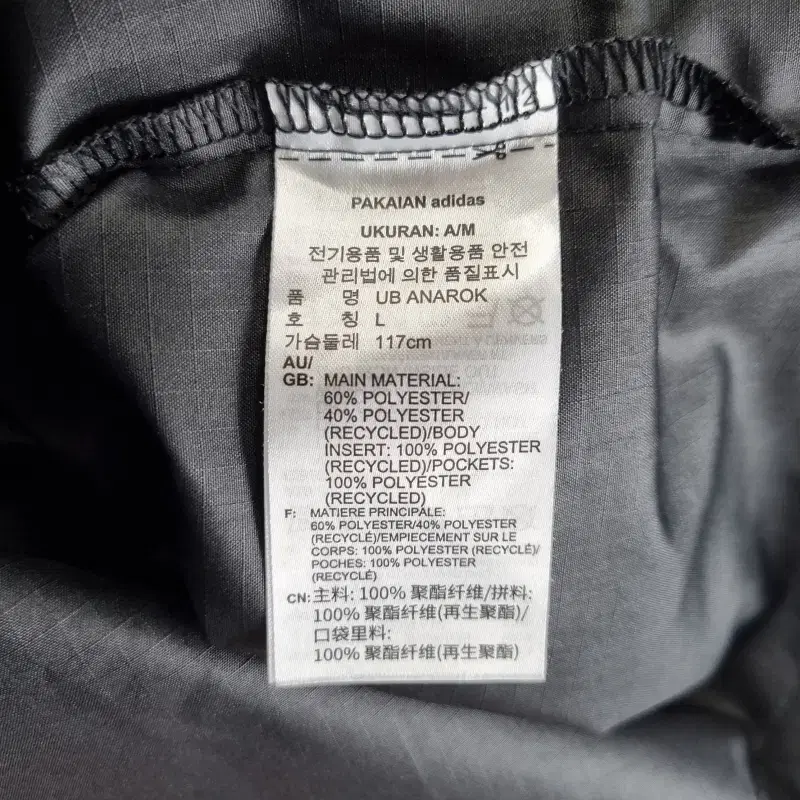 PAKAIAN adidas
UKURAN: A/M
전기용품 및 생활용품 안전
관리법에 의한 품질표시
품 명 UB ANAROK
호 칭 L
가슴둘레 117cm
AU/
GB: MAIN MATERIAL:
60% POLYESTER/
40% POLYESTER
(RECYCLED)/BODY
INSERT: 100% POLYESTER
(RECYCLED)/POCKETS:
100% POLYESTER
(RECYCLED)
F: MATIERE PRINCIPALE:
60% POLYESTER/40% POLYESTER
(RECYCLÉ)/EMPIECEMENT SUR LE
CORPS: 100% POLYESTER (RECYCLÉ)/
POCHES: 100% POLYESTER
(RECYCLÉ)
CN: 主料: 100% 聚酯纤维/拼料:
100% 聚酯纤维(再生聚酯)/
口袋里料:
100% 聚酯纤维(再生聚酯)